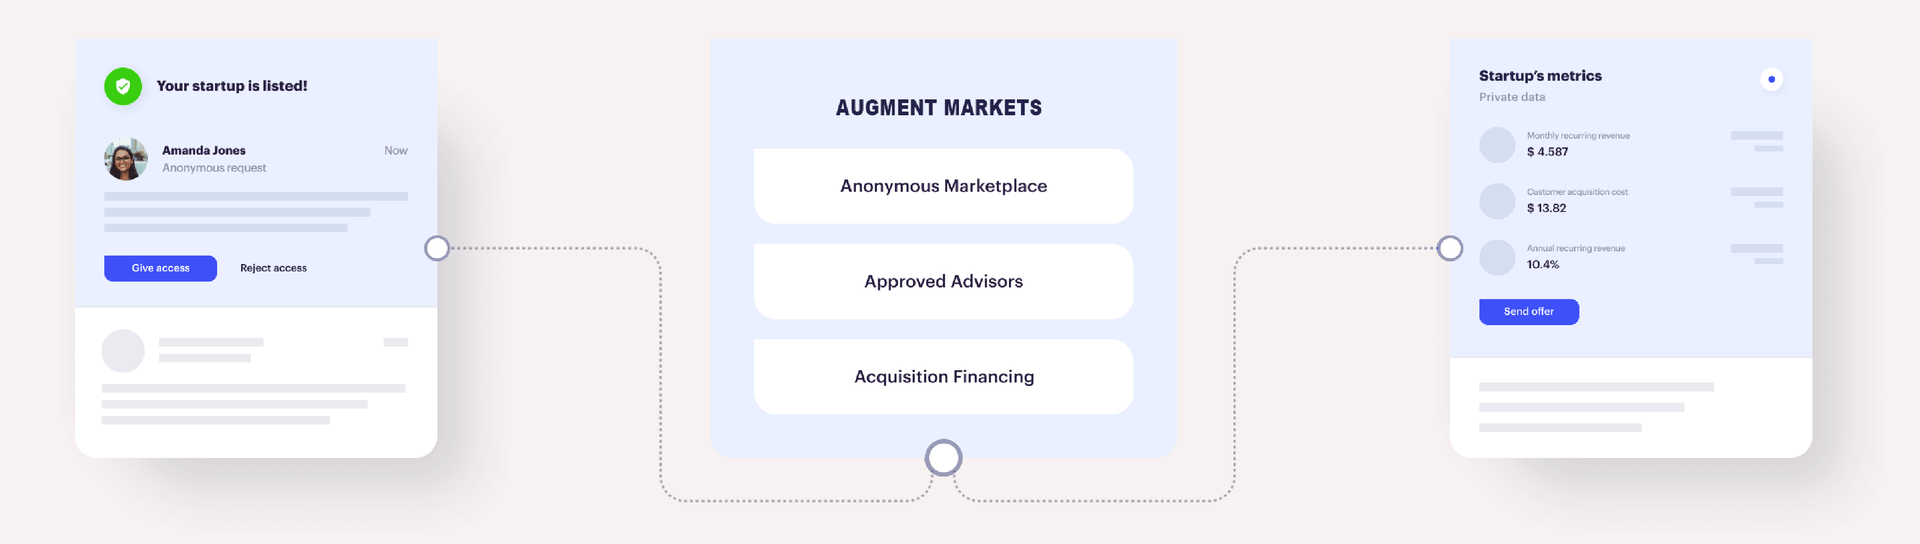 Your startup is listed!
Amanda Jones
Now
Anonymous request
Give access
Reject access
AUGMENT MARKETS
Anonymous Marketplace
Approved Advisors
Acquisition Financing
Startup's metrics
Private data
Monthly recurring revenue
$ 4.587
Customer acquisition cost
$ 13.82
Annual recurring revenue
10.4%
Send offer